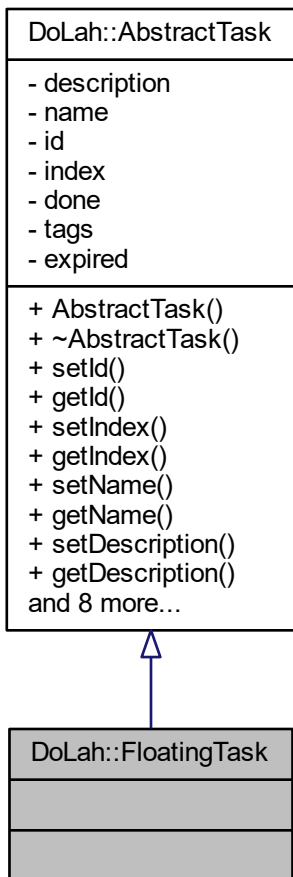 DoLah::AbstractTask
- description
- name
- id
- index
- done
- tags
- expired
+ AbstractTask()
+ ~AbstractTask()
+ setId()
+ getId()
+ setIndex()
+ getIndex()
+ setName()
+ getName()
+ setDescription()
+ getDescription()
and 8 more...
DoLah::FloatingTask